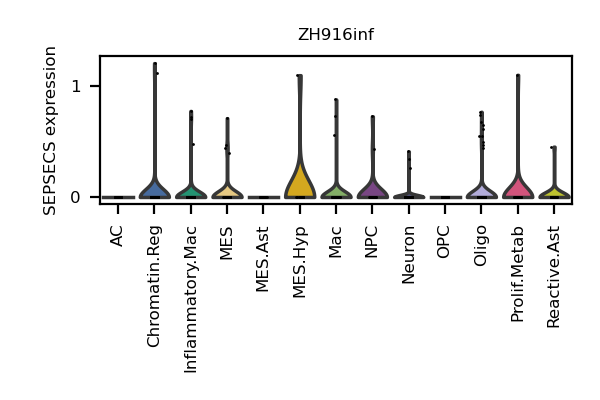 ZH916inf
SEPSECS expression
1
0
AC
Chromatin.Reg
Inflammatory.Mac
MES
MES.Ast
MES.Hyp
Mac
NPC
Neuron
OPC
Oligo
Prolif.Metab
Reactive.Ast